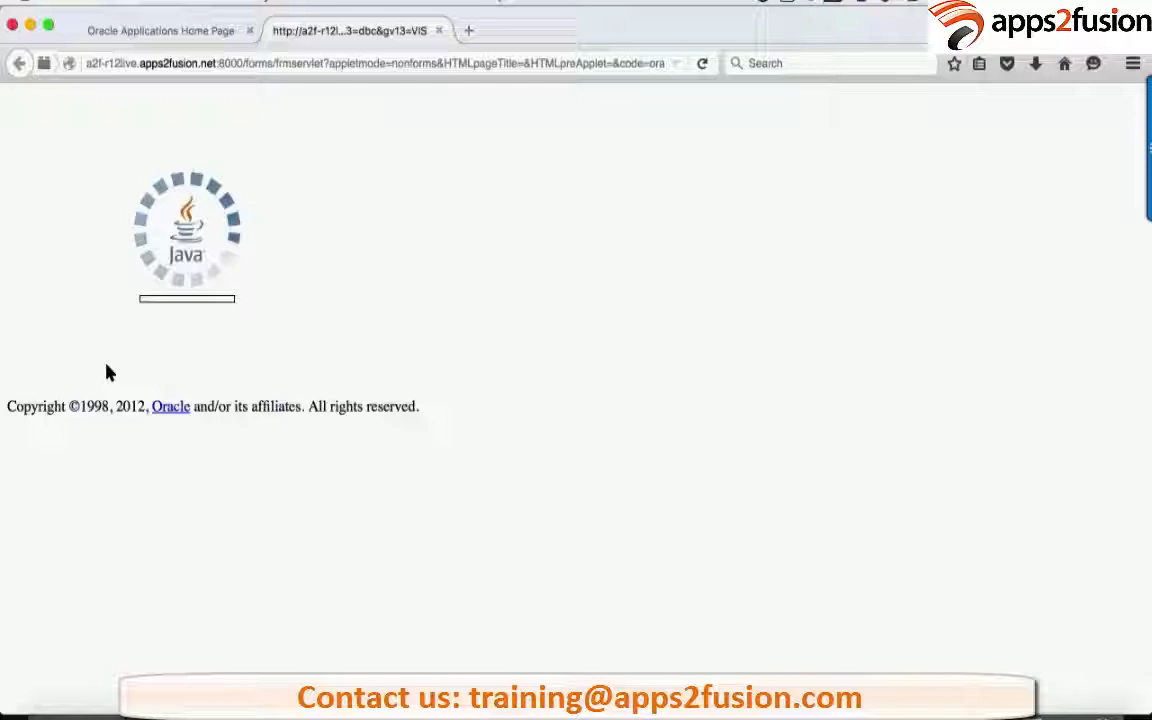 apps2fusion
Oracle Applications Home Page
http://a2f-r12l...3=dbc&gv13=VIS
a2f-r12live.apps2fusion.net:8000/forms/frmservlet?appletmode=nonforms&HTMLpageTitle=&HTMLpreApplet=&code=ora
Search
Java
Copyright ©1998, 2012, Oracle and/or its affiliates. All rights reserved.
Contact us: training@apps2fusion.com